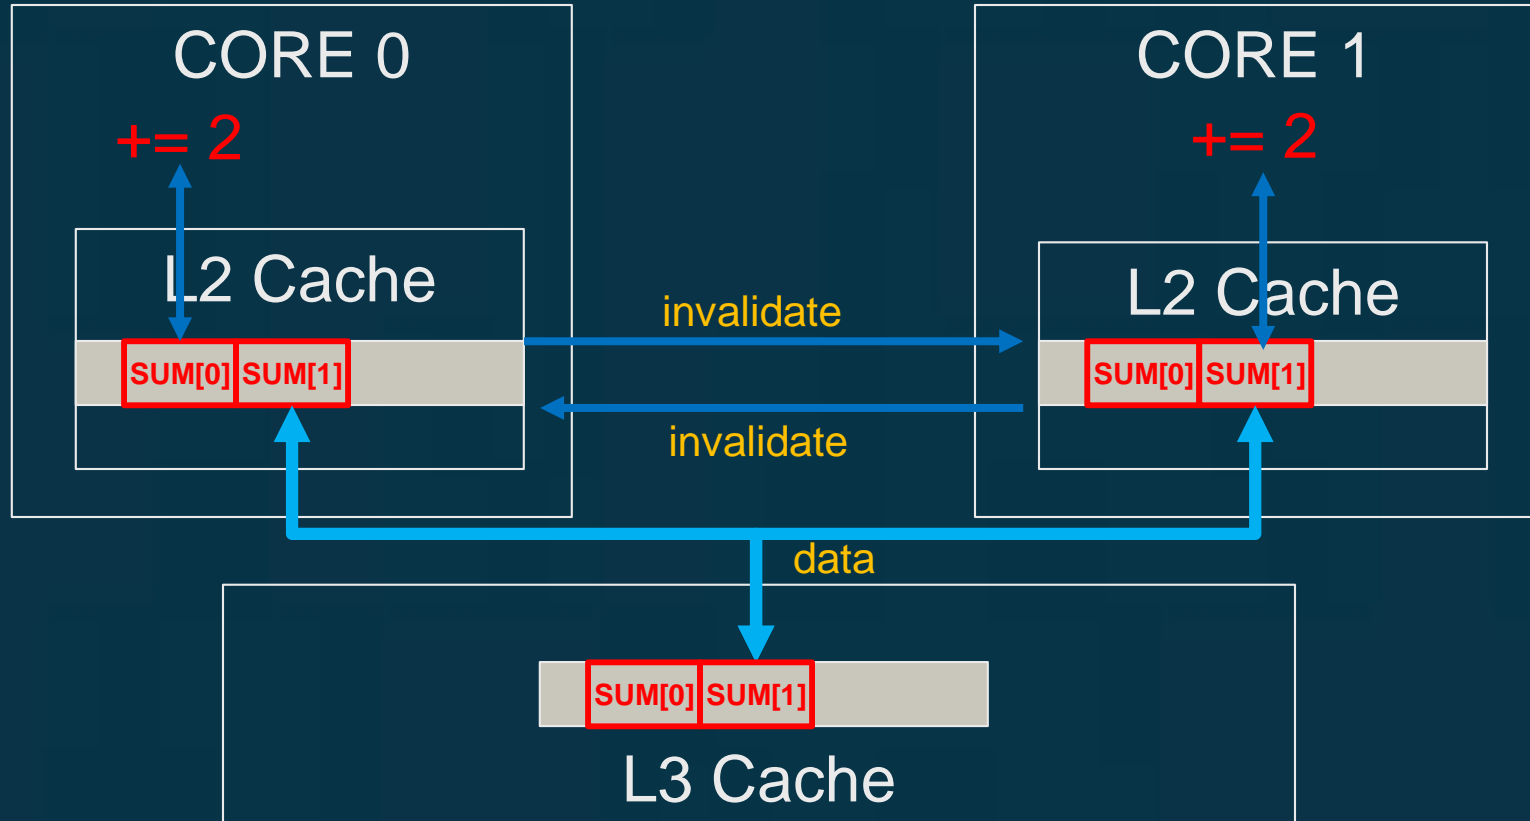 CORE 0
CORE 1
+= 2
+= 2
L2 Cache
L2 Cache
invalidate
SUM[0] SUM[1]
SUM[0] SUM[1]
invalidate
data
SUM[0] SUM[1]
L3 Cache